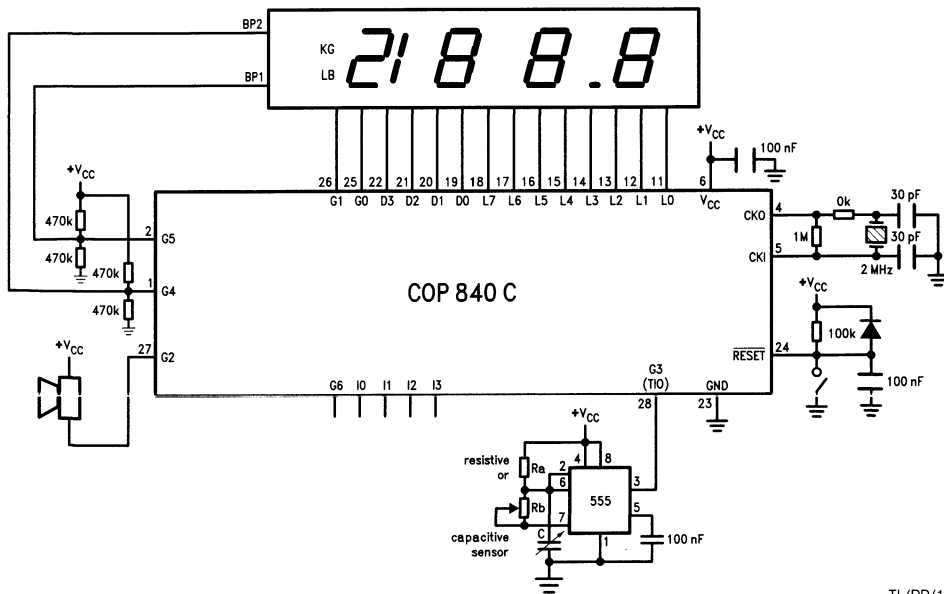 BP2
KG
LB
BP1
21 8 8 . 8
+VCC
100 nF
26 25 22 21 20 19 18 17 16 15 14 13 12 11 6
G1 G0 D3 D2 D1 D0 L7 L6 L5 L4 L3 L2 L1 L0 VCC
+VCC
470k
470k
470k
470k
2 G5
1 G4
27 G2
+VCC
COP 840 C
CKO 4
0k
30 pF
1M
30 pF
CKI 5
2 MHz
+VCC
100k
RESET 24
100 nF
G6 I0 I1 I2 I3
G3
(TIO)
28
GND
23
+VCC
resistive
or
Ra
Rb
capacitive
sensor
C
4 8
2
6
7
555
3
5
1
100 nF
TL/DD/1